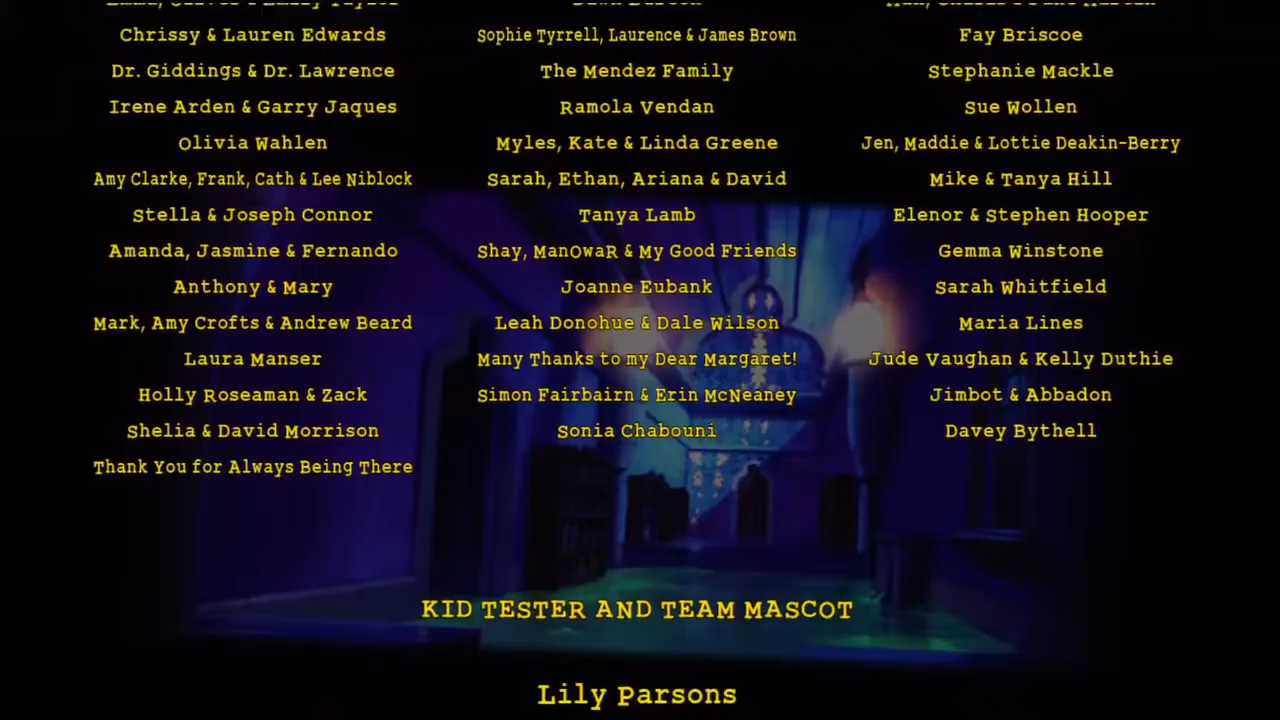 Chrissy & Lauren Edwards
Sophie Tyrrell, Laurence & James Brown
Fay Briscoe
Dr. Giddings & Dr. Lawrence
The Mendez Family
Stephanie Mackle
Irene Arden & Garry Jaques
Ramola Vendan
Sue Wollen
Olivia Wahlen
Myles, Kate & Linda Greene
Jen, Maddie & Lottie Deakin-Berry
Amy Clarke, Frank, Cath & Lee Niblock
Sarah, Ethan, Ariana & David
Mike & Tanya Hill
Stella & Joseph Connor
Tanya Lamb
Elenor & Stephen Hooper
Amanda, Jasmine & Fernando
Shay, ManOwaR & My Good Friends
Gemma Winstone
Anthony & Mary
Joanne Eubank
Sarah Whitfield
Mark, Amy Crofts & Andrew Beard
Leah Donohue & Dale Wilson
Maria Lines
Laura Manser
Many Thanks to my Dear Margaret!
Jude Vaughan & Kelly Duthie
Holly Roseman & Zack
Simon Fairbairn & Erin McNeaney
Jimbot & Abbadon
Shelia & David Morrison
Sonia Chabouni
Davey Bythell
Thank You for Always Being There
KID TESTER AND TEAM MASCOT
Lily Parsons